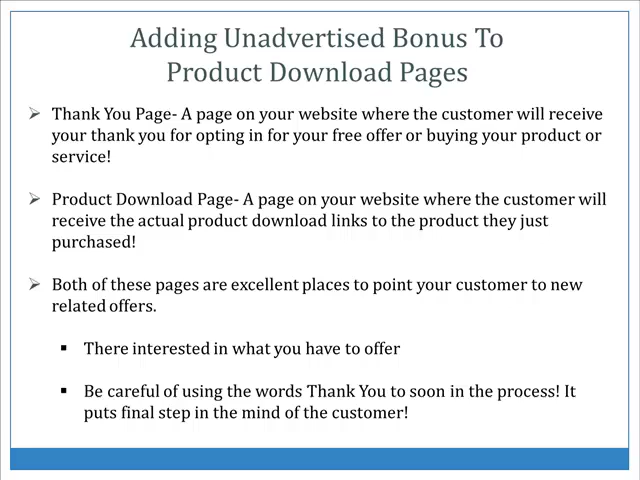 Adding Unadvertised Bonus To
Product Download Pages
➢ Thank You Page- A page on your website where the customer will receive
your thank you for opting in for your free offer or buying your product or
service!
➢ Product Download Page- A page on your website where the customer will
receive the actual product download links to the product they just
purchased!
➢ Both of these pages are excellent places to point your customer to new
related offers.
▪ There interested in what you have to offer
▪ Be careful of using the words Thank You to soon in the process! It
puts final step in the mind of the customer!